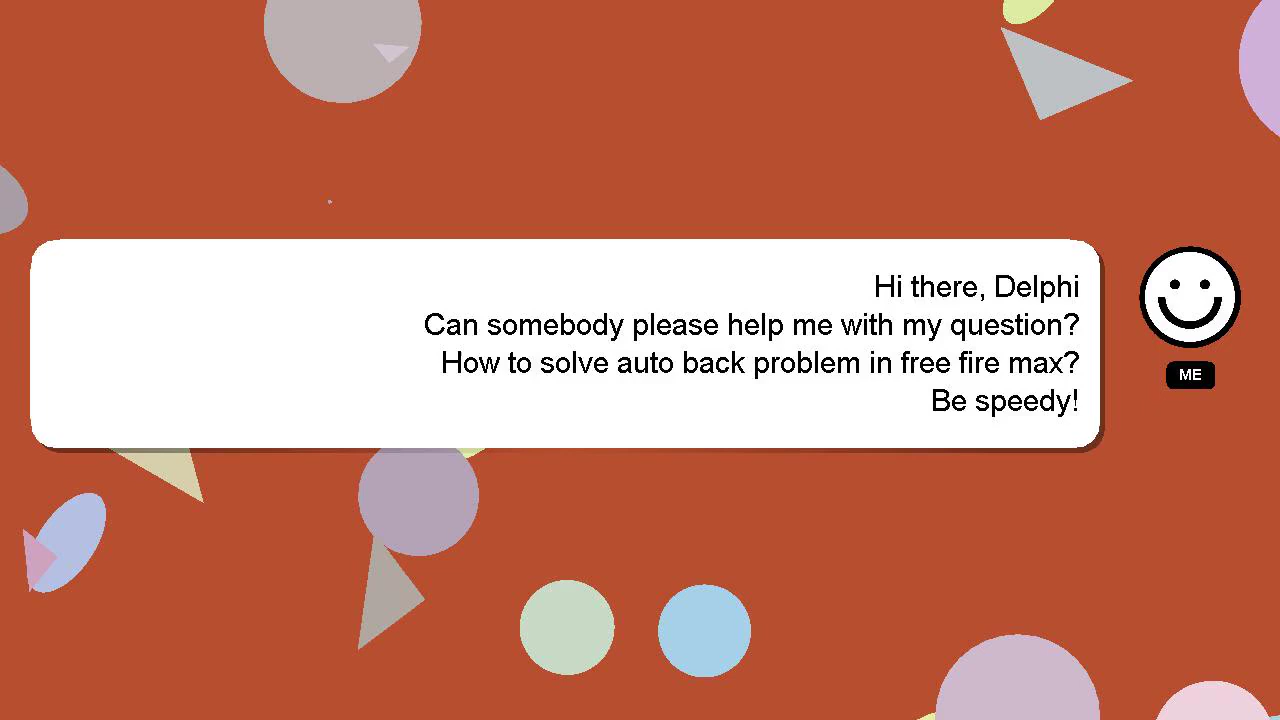 Hi there, Delphi
Can somebody please help me with my question?
How to solve auto back problem in free fire max?
Be speedy!
ME